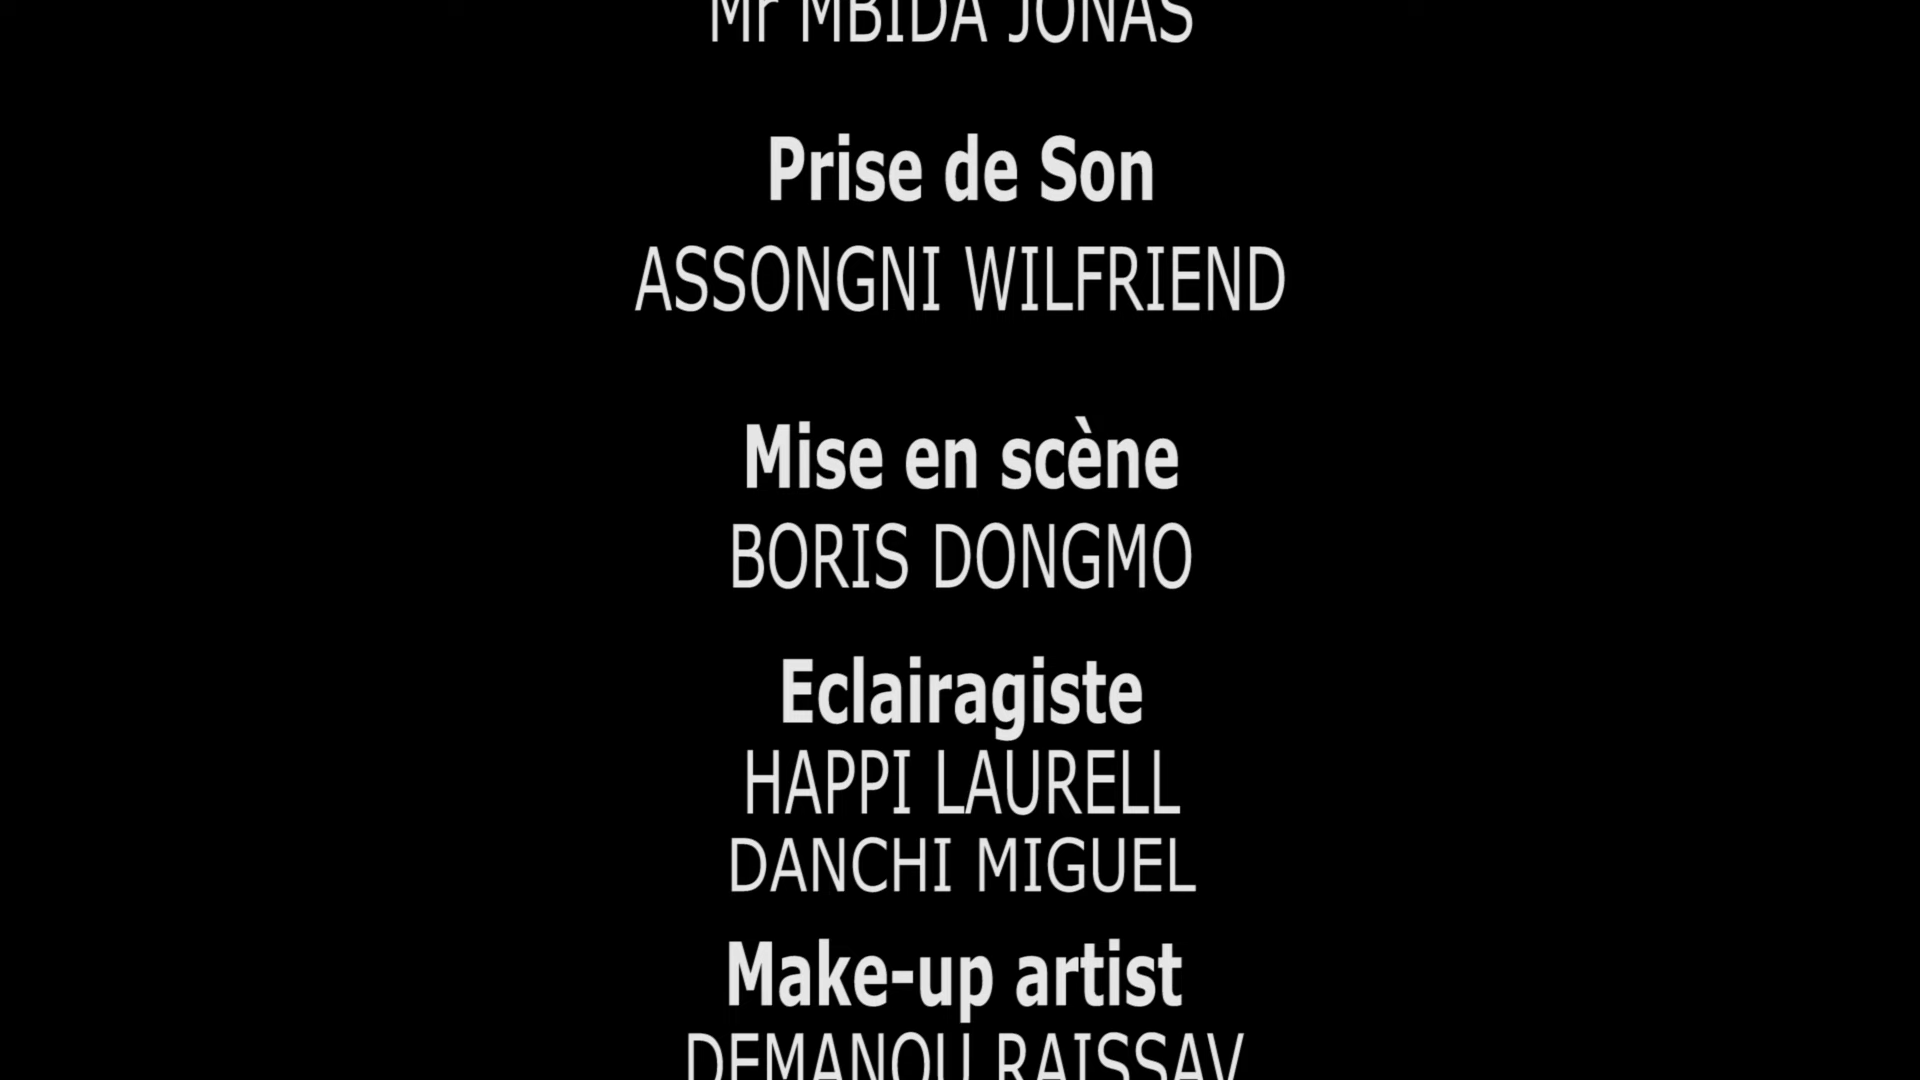 Mr MBIDA JONAS
Prise de Son
ASSONGNI WILFRIEND
Mise en scène
BORIS DONGMO
Eclairagiste
HAPPI LAURELL
DANCHI MIGUEL
Make-up artist
DEMANOU